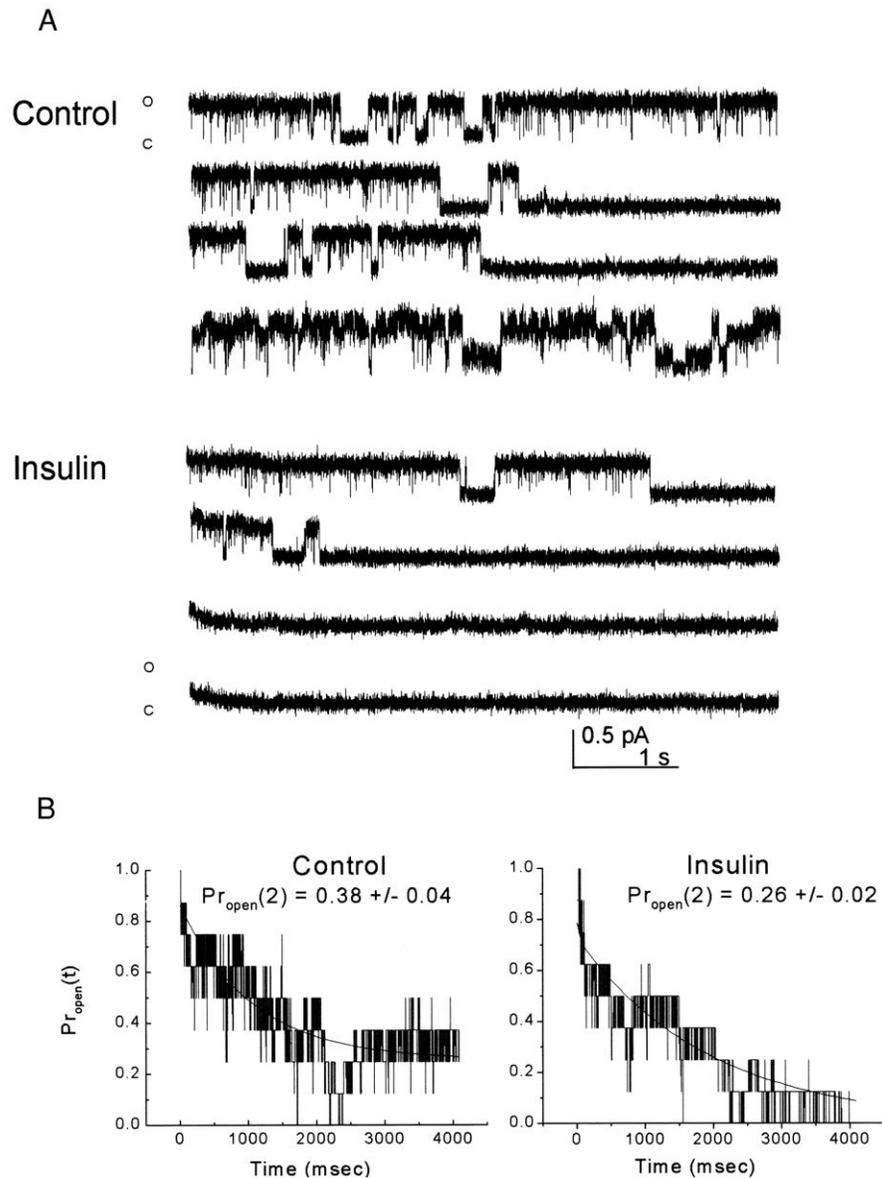 A
Control
O
C
Insulin
O
C
0.5 pA
1 s
B
Control
Pr_open(2) = 0.38 +/- 0.04
Pr_open(t)
1.0
0.8
0.6
0.4
0.2
0.0
0 1000 2000 3000 4000
Time (msec)
Insulin
Pr_open(2) = 0.26 +/- 0.02
1.0
0.8
0.6
0.4
0.2
0.0
0 1000 2000 3000 4000
Time (msec)